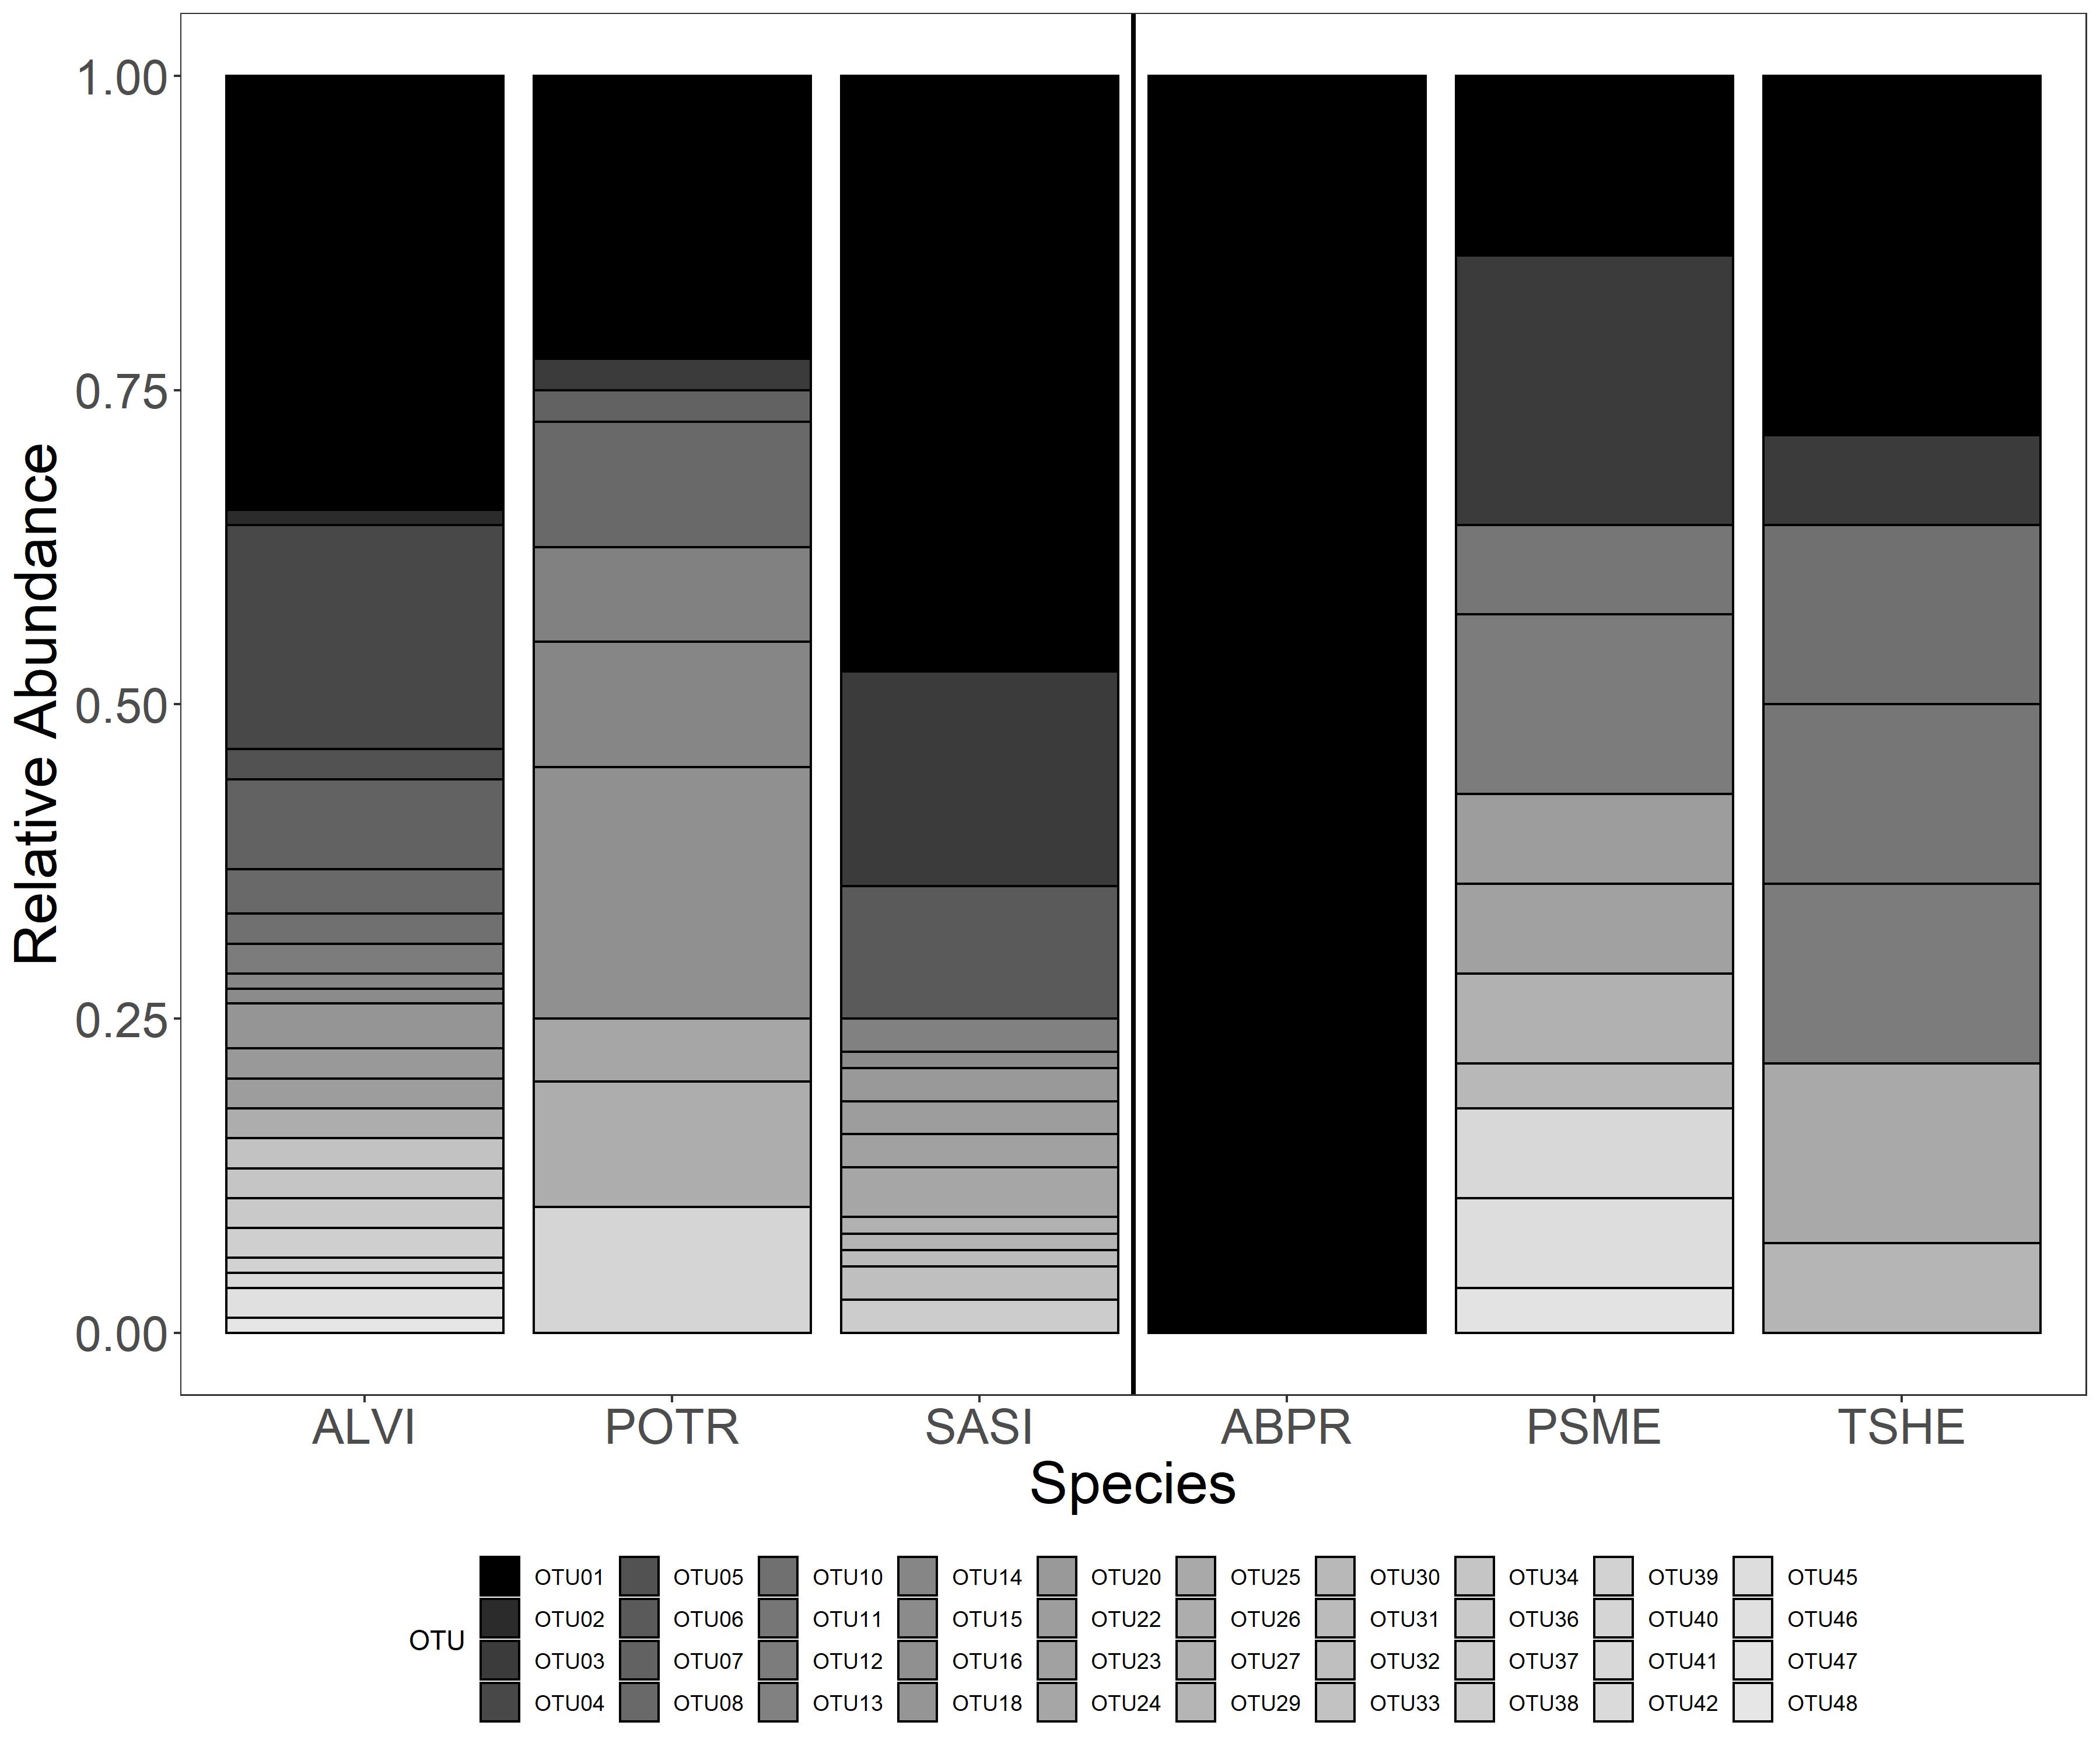 1.00
0.75
0.50
0.25
0.00
Relative Abundance
ALVI POTR SASI ABPR PSME TSHE
Species
OTU
OTU01 OTU05 OTU10 OTU14 OTU20 OTU25 OTU30 OTU34 OTU39 OTU45
OTU02 OTU06 OTU11 OTU15 OTU22 OTU26 OTU31 OTU36 OTU40 OTU46
OTU03 OTU07 OTU12 OTU16 OTU23 OTU27 OTU32 OTU37 OTU41 OTU47
OTU04 OTU08 OTU13 OTU18 OTU24 OTU29 OTU33 OTU38 OTU42 OTU48